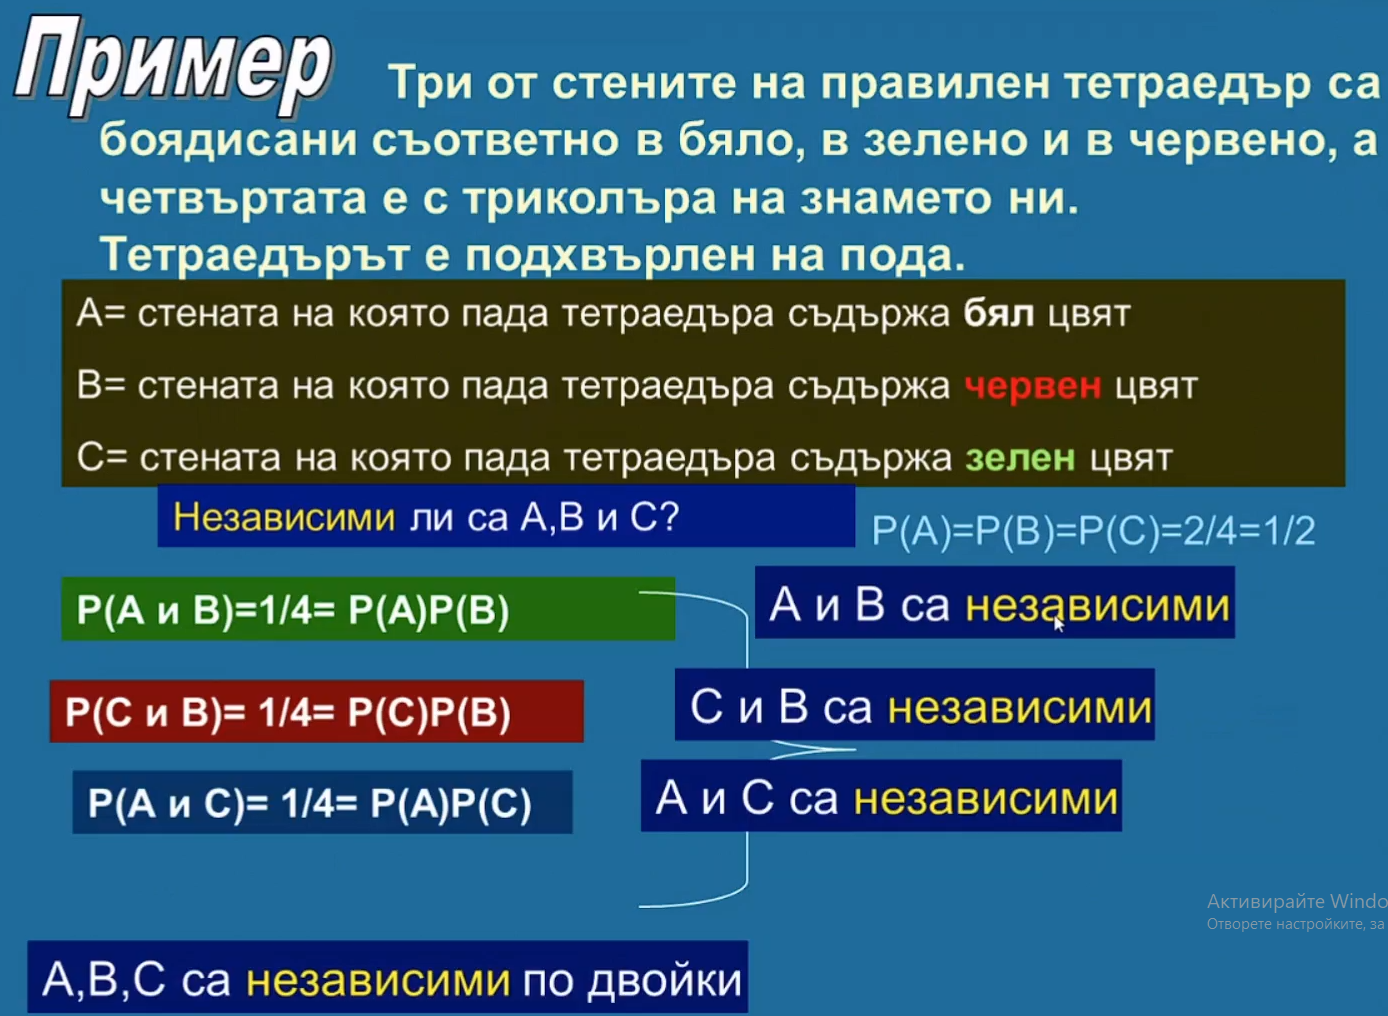 Пример
Три от стените на правилен тетраедър са
боядисани съответно в бяло, в зелено и в червено, а
четвъртата е с триколъра на знамето ни.
Тетраедърът е подхвърлен на пода.
А= стената на която пада тетраедъра съдържа бял цвят
В= стената на която пада тетраедъра съдържа червен цвят
С= стената на която пада тетраедъра съдържа зелен цвят
Независими ли са А,В и С?
P(A)=P(B)=P(C)=2/4=1/2
P(A и B)=1/4= P(A)P(B)
А и В са независими
P(C и B)= 1/4= P(C)P(B)
С и В са независими
P(A и C)= 1/4= P(A)P(C)
А и С са независими
Активирайте Windo
Отворете настройките, за
А,В,С са независими по двойки